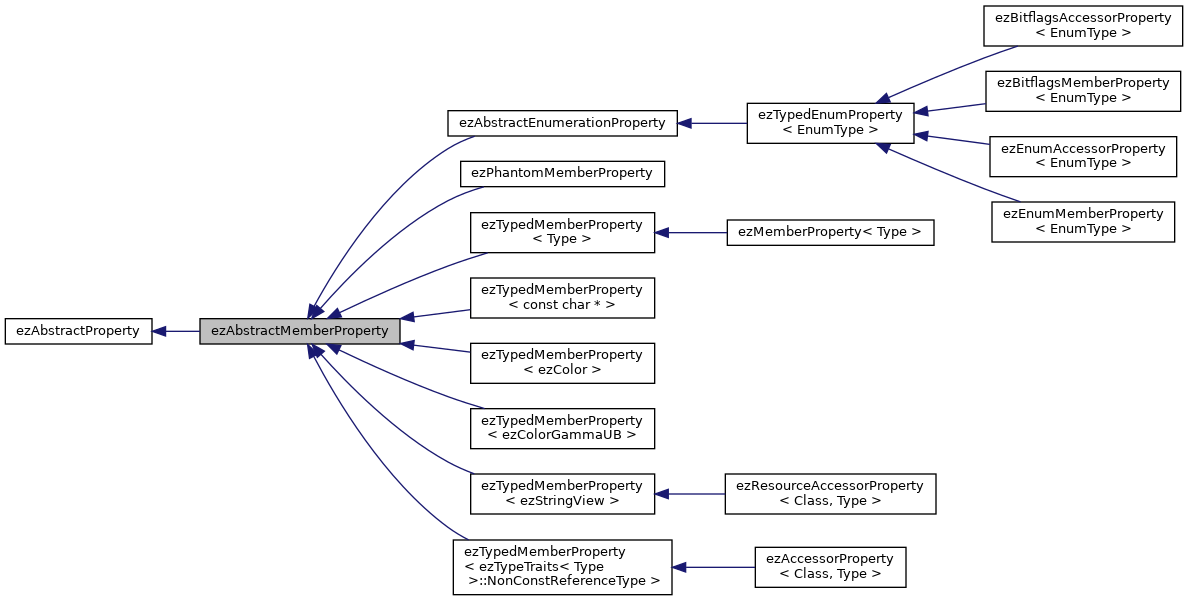 ezBitflagsAccessorProperty
< EnumType >
ezBitflagsMemberProperty
< EnumType >
ezAbstractEnumerationProperty
ezTypedEnumProperty
< EnumType >
ezEnumAccessorProperty
< EnumType >
ezPhantomMemberProperty
ezEnumMemberProperty
< EnumType >
ezTypedMemberProperty
< Type >
ezMemberProperty< Type >
ezTypedMemberProperty
< const char * >
ezAbstractProperty
ezAbstractMemberProperty
ezTypedMemberProperty
< ezColor >
ezTypedMemberProperty
< ezColorGammaUB >
ezTypedMemberProperty
< ezStringView >
ezResourceAccessorProperty
< Class, Type >
ezTypedMemberProperty
< ezTypeTraits< Type
>::NonConstReferenceType >
ezAccessorProperty
< Class, Type >